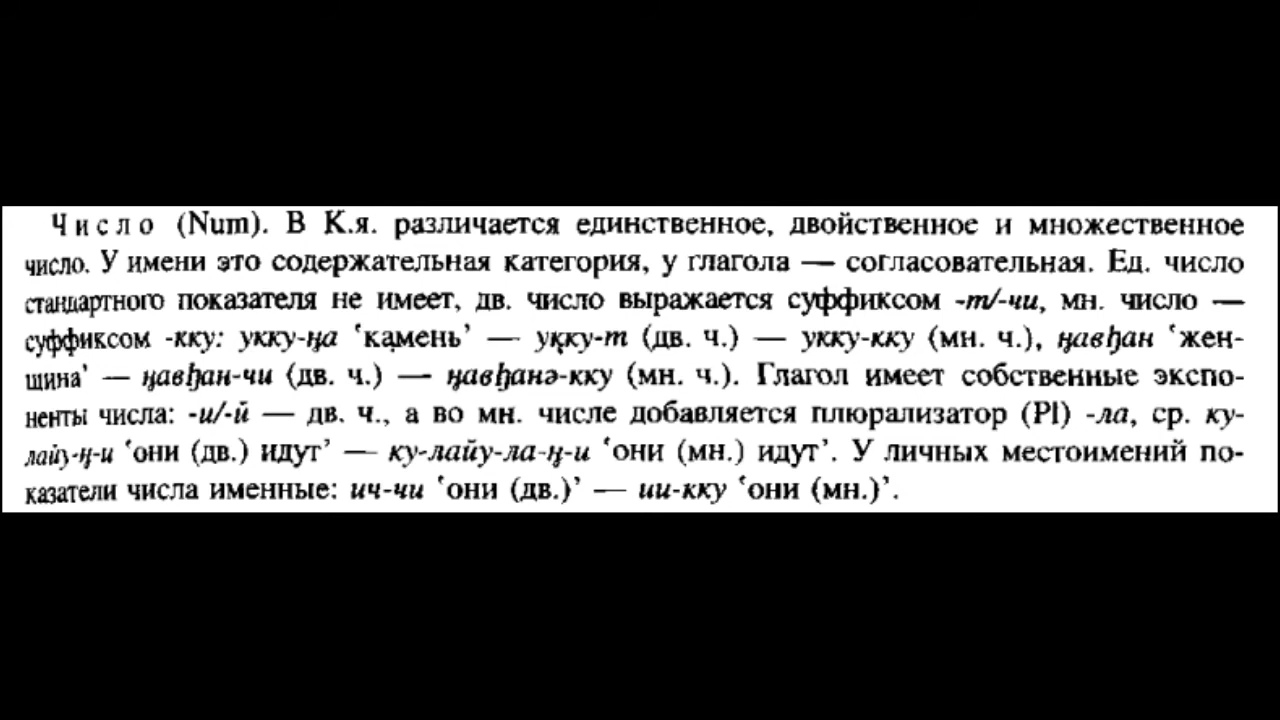 Число (Num). В К.я. различается единственное, двойственное и множественное
число. У имени это содержательная категория, у глагола — согласовательная. Ед. число
стандартного показателя не имеет, дв. число выражается суффиксом -т/-чи, мн. число —
суффиксом -кку: укку-ӈа ‘камень’ — укку-т (дв. ч.) — укку-кку (мн. ч.), ӈавђан ‘жен-
щина’ — ӈавђан-чи (дв. ч.) — ӈавђанэ-кку (мн. ч.). Глагол имеет собственные экспо-
ненты числа: -и/-й — дв. ч., а во мн. числе добавляется плюрализатор (Pl) -ла, ср. ку-
лайу-ӈ-и ‘они (дв.) идут’ — ку-лайу-ла-ӈ-и ‘они (мн.) идут’. У личных местоимений по-
казатели числа именные: ич-чи ‘они (дв.)’ — ии-кку ‘они (мн.)’.